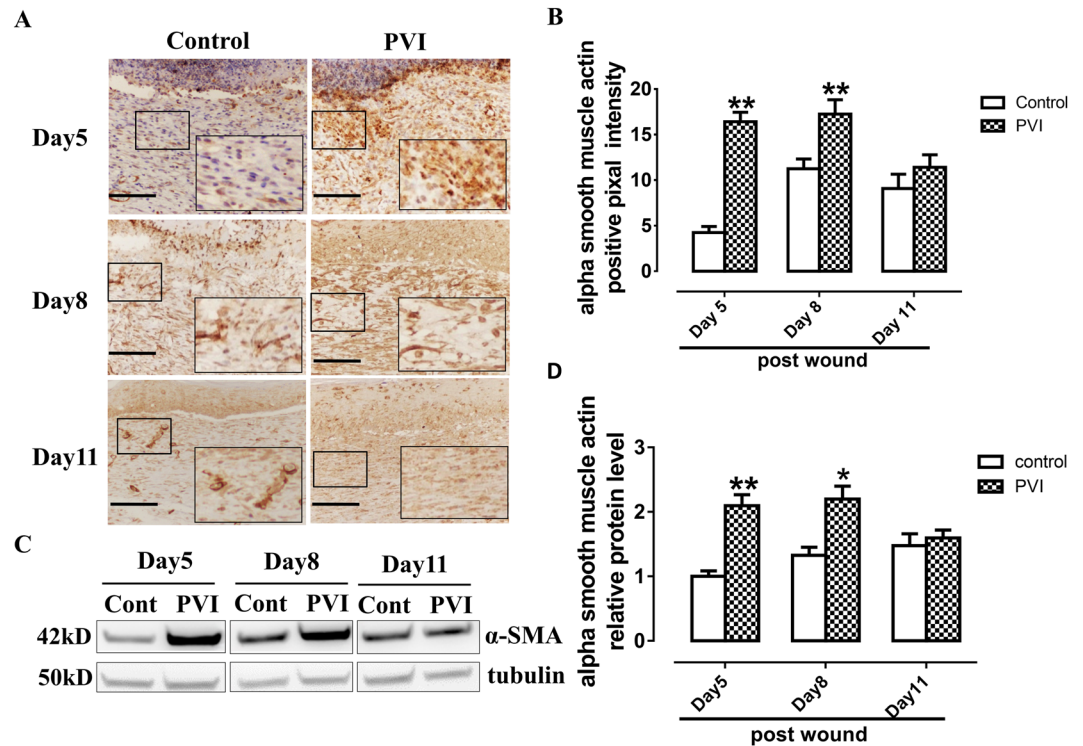 A
Control
PVI
Day5
Day8
Day11
B
alpha smooth muscle actin
positive pixal intensity
20
15
10
5
0
**
**
Control
PVI
Day 5
Day 8
Day 11
post wound
C
Day5
Day8
Day11
Cont
PVI
Cont
PVI
Cont
PVI
42kD
α-SMA
50kD
tubulin
D
alpha smooth muscle actin
relative protein level
3
2
1
0
**
*
control
PVI
Day5
Day8
Day11
post wound